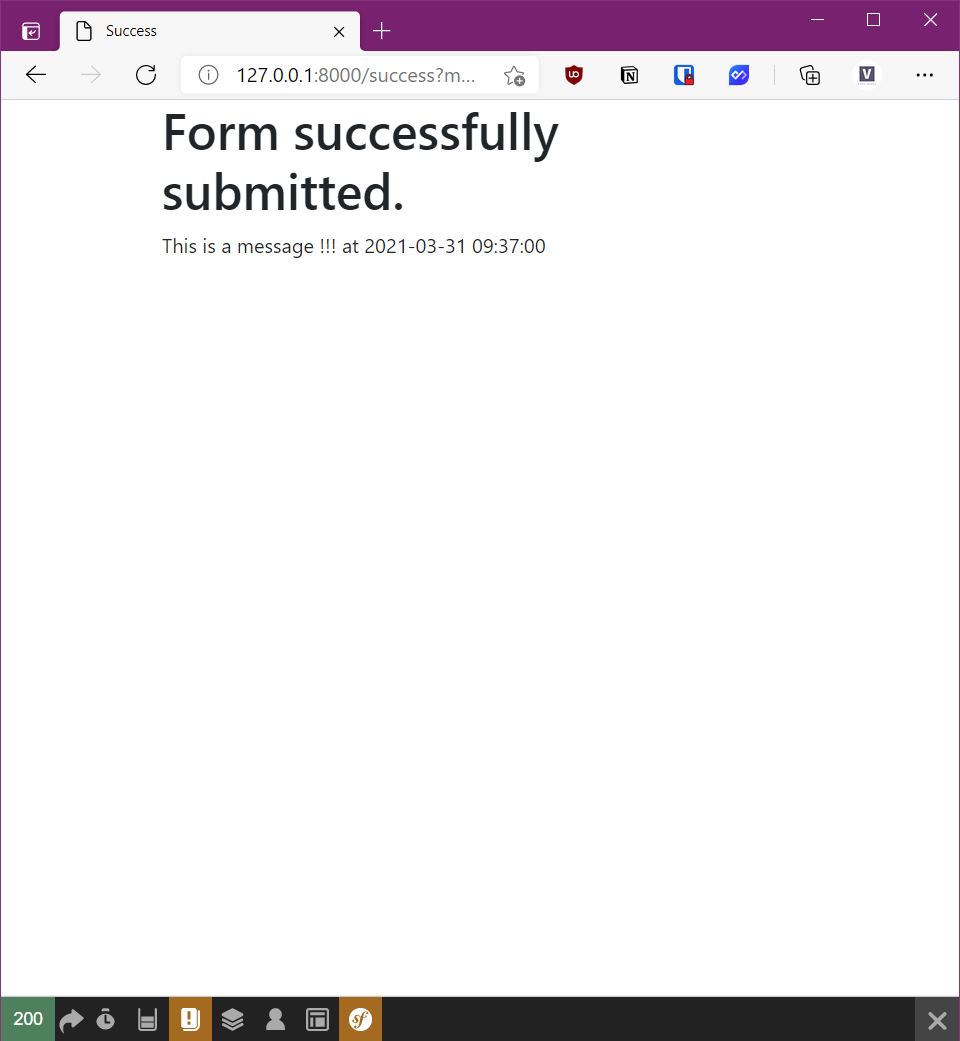 Success
127.0.0.1:8000/success?m...
Form successfully
submitted.
This is a message !!! at 2021-03-31 09:37:00
200